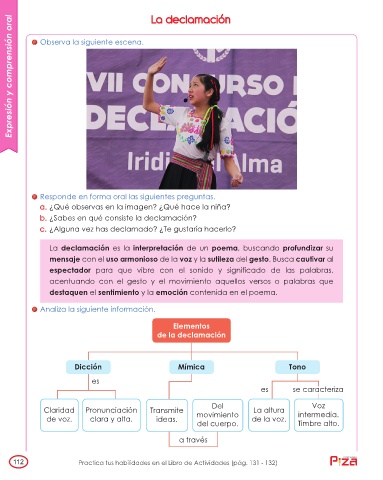 La declamación
Expresión y comprensión oral
Observa la siguiente escena.
VII CONCURSO
DECLAMACIÓ
Iridi el Alma
Responde en forma oral las siguientes preguntas.
a. ¿Qué observas en la imagen? ¿Qué hace la niña?
b. ¿Sabes en qué consiste la declamación?
c. ¿Alguna vez has declamado? ¿Te gustaría hacerlo?
La declamación es la interpretación de un poema, buscando profundizar su
mensaje con el uso armonioso de la voz y la sutileza del gesto. Busca cautivar al
espectador para que vibre con el sonido y significado de las palabras,
acentuando con el gesto y el movimiento aquellos versos o palabras que
destaquen el sentimiento y la emoción contenida en el poema.
Analiza la siguiente información.
Elementos
de la declamación
Dicción Mímica Tono
es
es se caracteriza
Claridad de voz.
Pronunciación clara y alta.
Transmite ideas.
Del movimiento del cuerpo.
La altura de la voz.
Voz intermedia. Timbre alto.
a través
112
Practica tus habilidades en el Libro de Actividades (pág. 131 - 132)